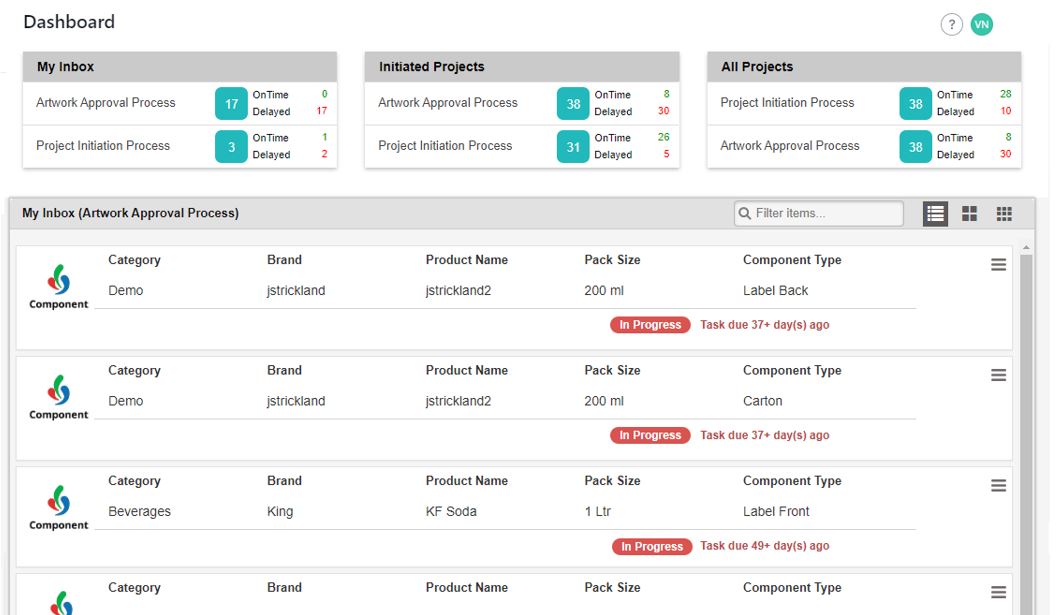 Dashboard
?
VN
My Inbox
Artwork Approval Process 17 OnTime 0
Delayed 17
Project Initiation Process 3 OnTime 1
Delayed 2
Initiated Projects
Artwork Approval Process 38 OnTime 8
Delayed 30
Project Initiation Process 31 OnTime 26
Delayed 5
All Projects
Project Initiation Process 38 OnTime 28
Delayed 10
Artwork Approval Process 38 OnTime 8
Delayed 30
My Inbox (Artwork Approval Process) Filter items...
Category Brand Product Name Pack Size Component Type
Demo jstrickland jstrickland2 200 ml Label Back
Component
In Progress Task due 37+ day(s) ago
Category Brand Product Name Pack Size Component Type
Demo jstrickland jstrickland2 200 ml Carton
Component
In Progress Task due 37+ day(s) ago
Category Brand Product Name Pack Size Component Type
Beverages King KF Soda 1 Ltr Label Front
Component
In Progress Task due 49+ day(s) ago
Category Brand Product Name Pack Size Component Type